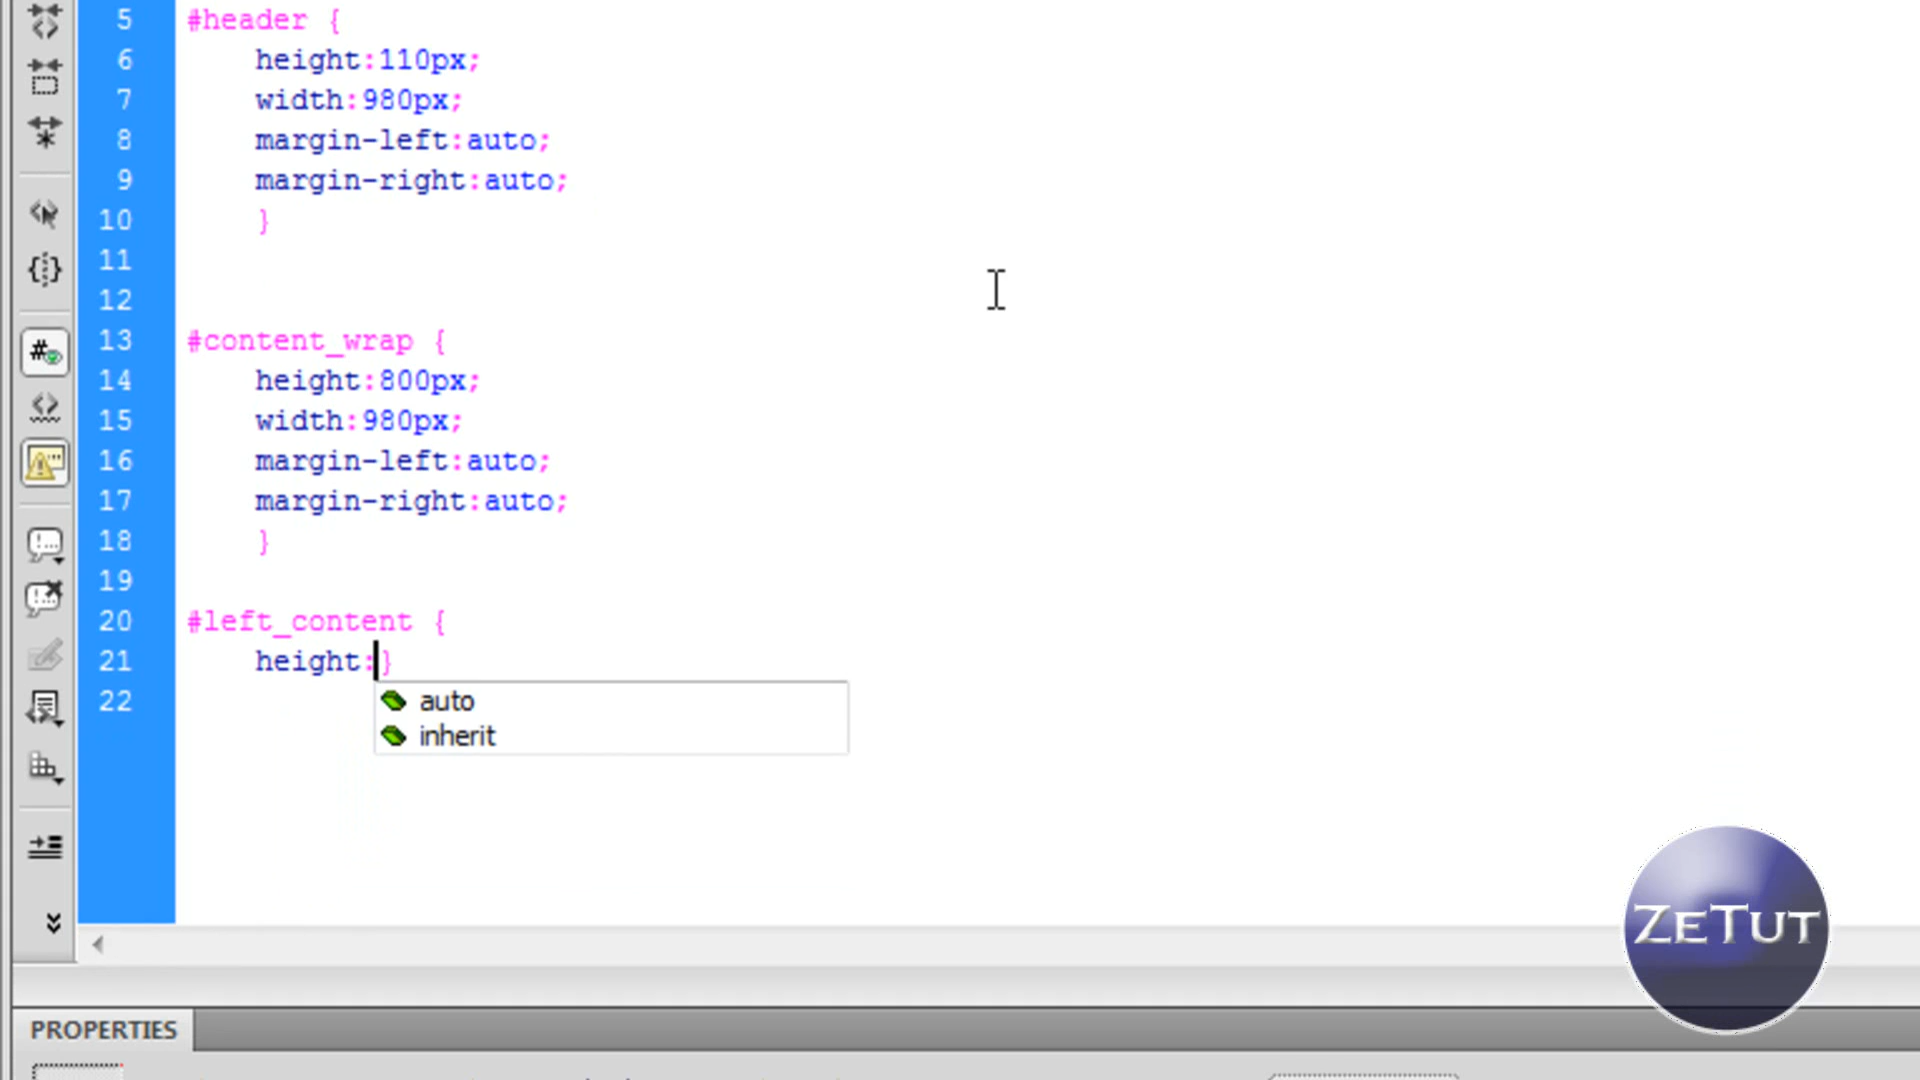 5 #header {
6 height:110px;
7 width:980px;
8 margin-left:auto;
9 margin-right:auto;
10 }
11
12
13 #content_wrap {
14 height:800px;
15 width:980px;
16 margin-left:auto;
17 margin-right:auto;
18 }
19
20 #left_content {
21 height:}
22
auto
inherit
ZETUT
PROPERTIES